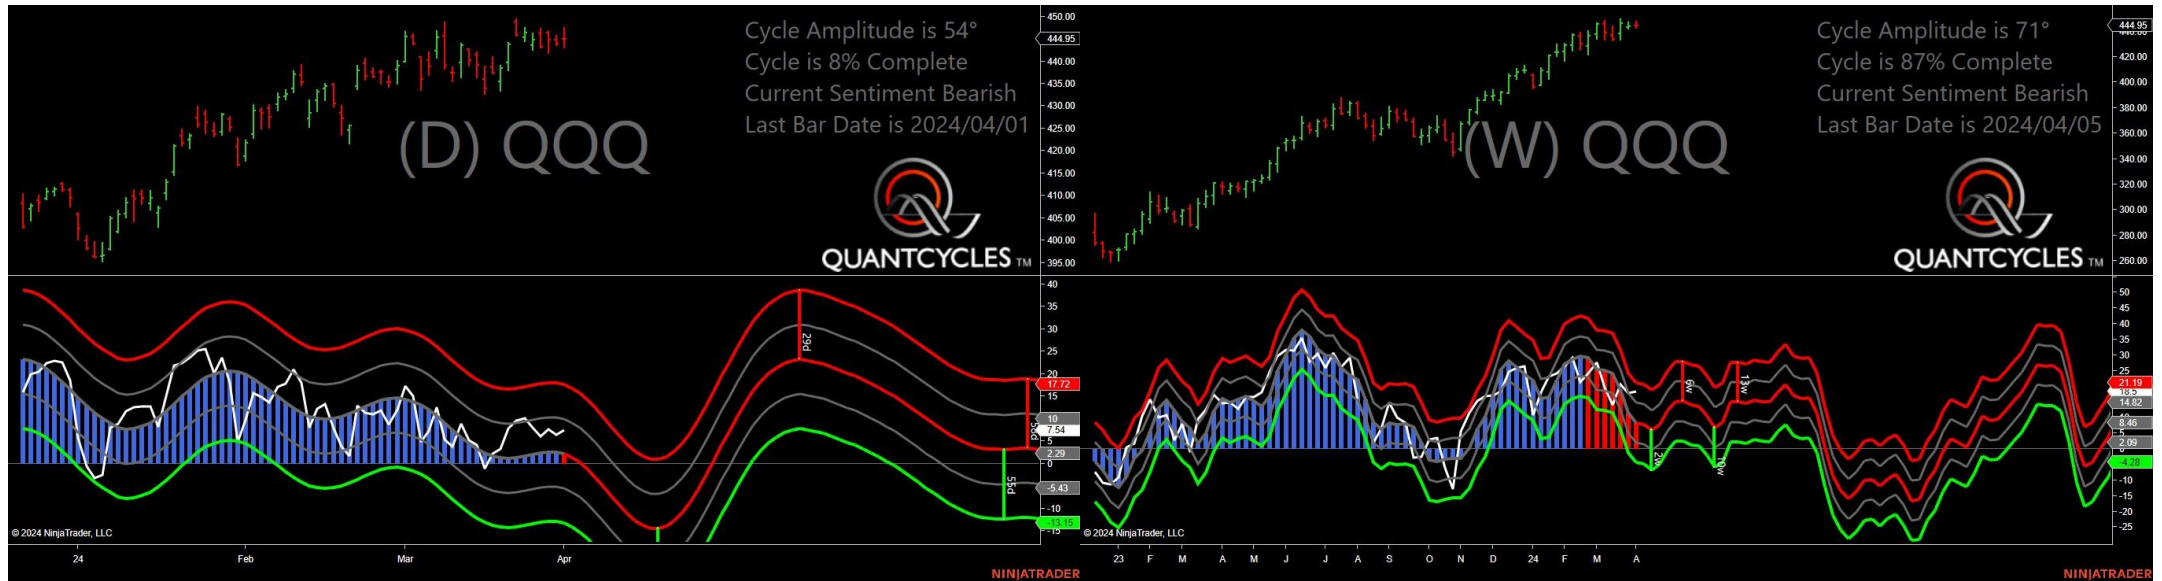 Cycle Amplitude is 54°
Cycle is 8% Complete
Current Sentiment Bearish
Last Bar Date is 2024/04/01
(D) QQQ
QUANTCYCLES TM
450.00
444.95
440.00
435.00
430.00
425.00
420.00
415.00
410.00
405.00
400.00
395.00
40
35
30
25
20
17.72
15
10
7.54
5
2.29
0
-5.43
-10
-13.15
-15
29d
55d
© 2024 NinjaTrader, LLC
24 Feb Mar Apr
NINJATRADER
Cycle Amplitude is 71°
Cycle is 87% Complete
Current Sentiment Bearish
Last Bar Date is 2024/04/05
(W) QQQ
QUANTCYCLES TM
444.95
420.00
400.00
380.00
360.00
340.00
320.00
300.00
280.00
260.00
50
45
40
35
30
25
21.19
18.5
14.82
8.46
2.09
-4.28
-10
-15
-20
-25
6w
13w
2w
10w
© 2024 NinjaTrader, LLC
23 F M A M J J A S O N D 24 F M A
NINJATRADER